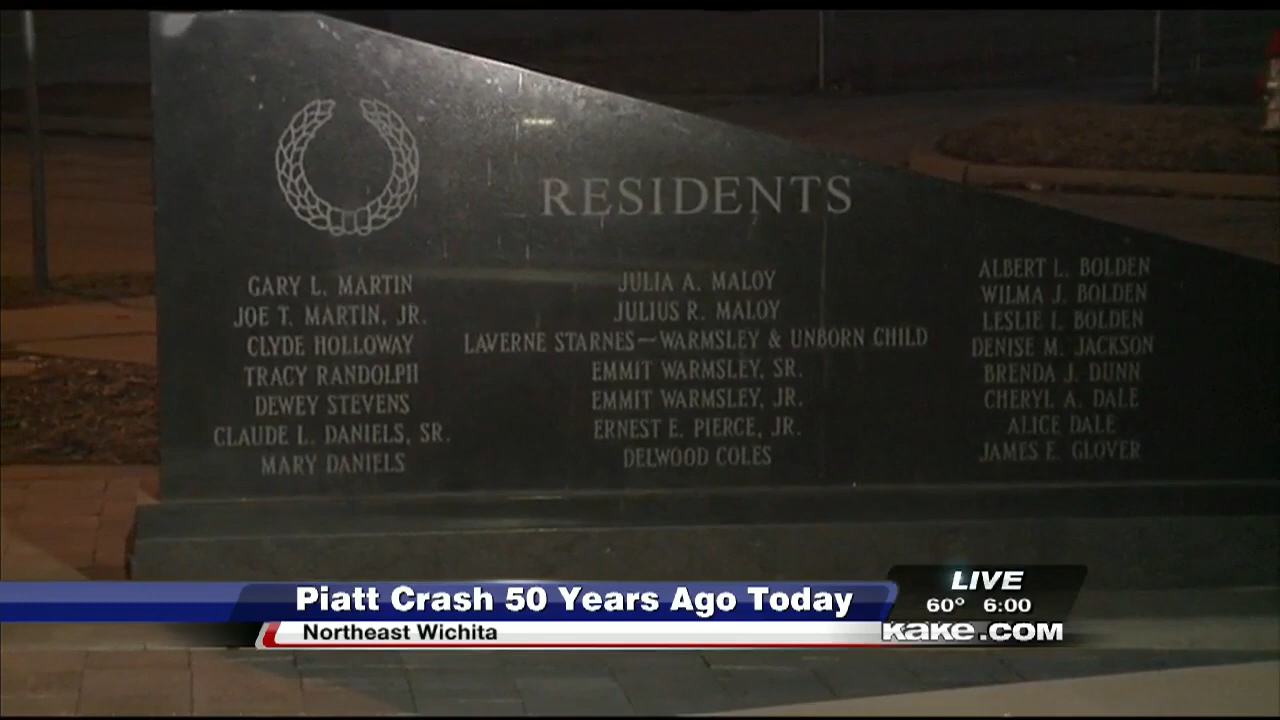 RESIDENTS
GARY L. MARTIN
JOE T. MARTIN, JR.
CLYDE HOLLOWAY
TRACY RANDOLPH
DEWEY STEVENS
CLAUDE L. DANIELS, SR.
MARY DANIELS
JULIA A. MALOY
JULIUS R. MALOY
LAVERNE STARNES—WARMSLEY & UNBORN CHILD
EMMIT WARMSLEY, SR.
EMMIT WARMSLEY, JR.
ERNEST E. PIERCE, JR.
DELWOOD COLES
ALBERT L. BOLDEN
WILMA J. BOLDEN
LESLIE I. BOLDEN
DENISE M. JACKSON
BRENDA J. DUNN
CHERYL A. DALE
ALICE DALE
JAMES E. GLOVER
Piatt Crash 50 Years Ago Today
Northeast Wichita
LIVE
60° 6:00
KAKE.COM